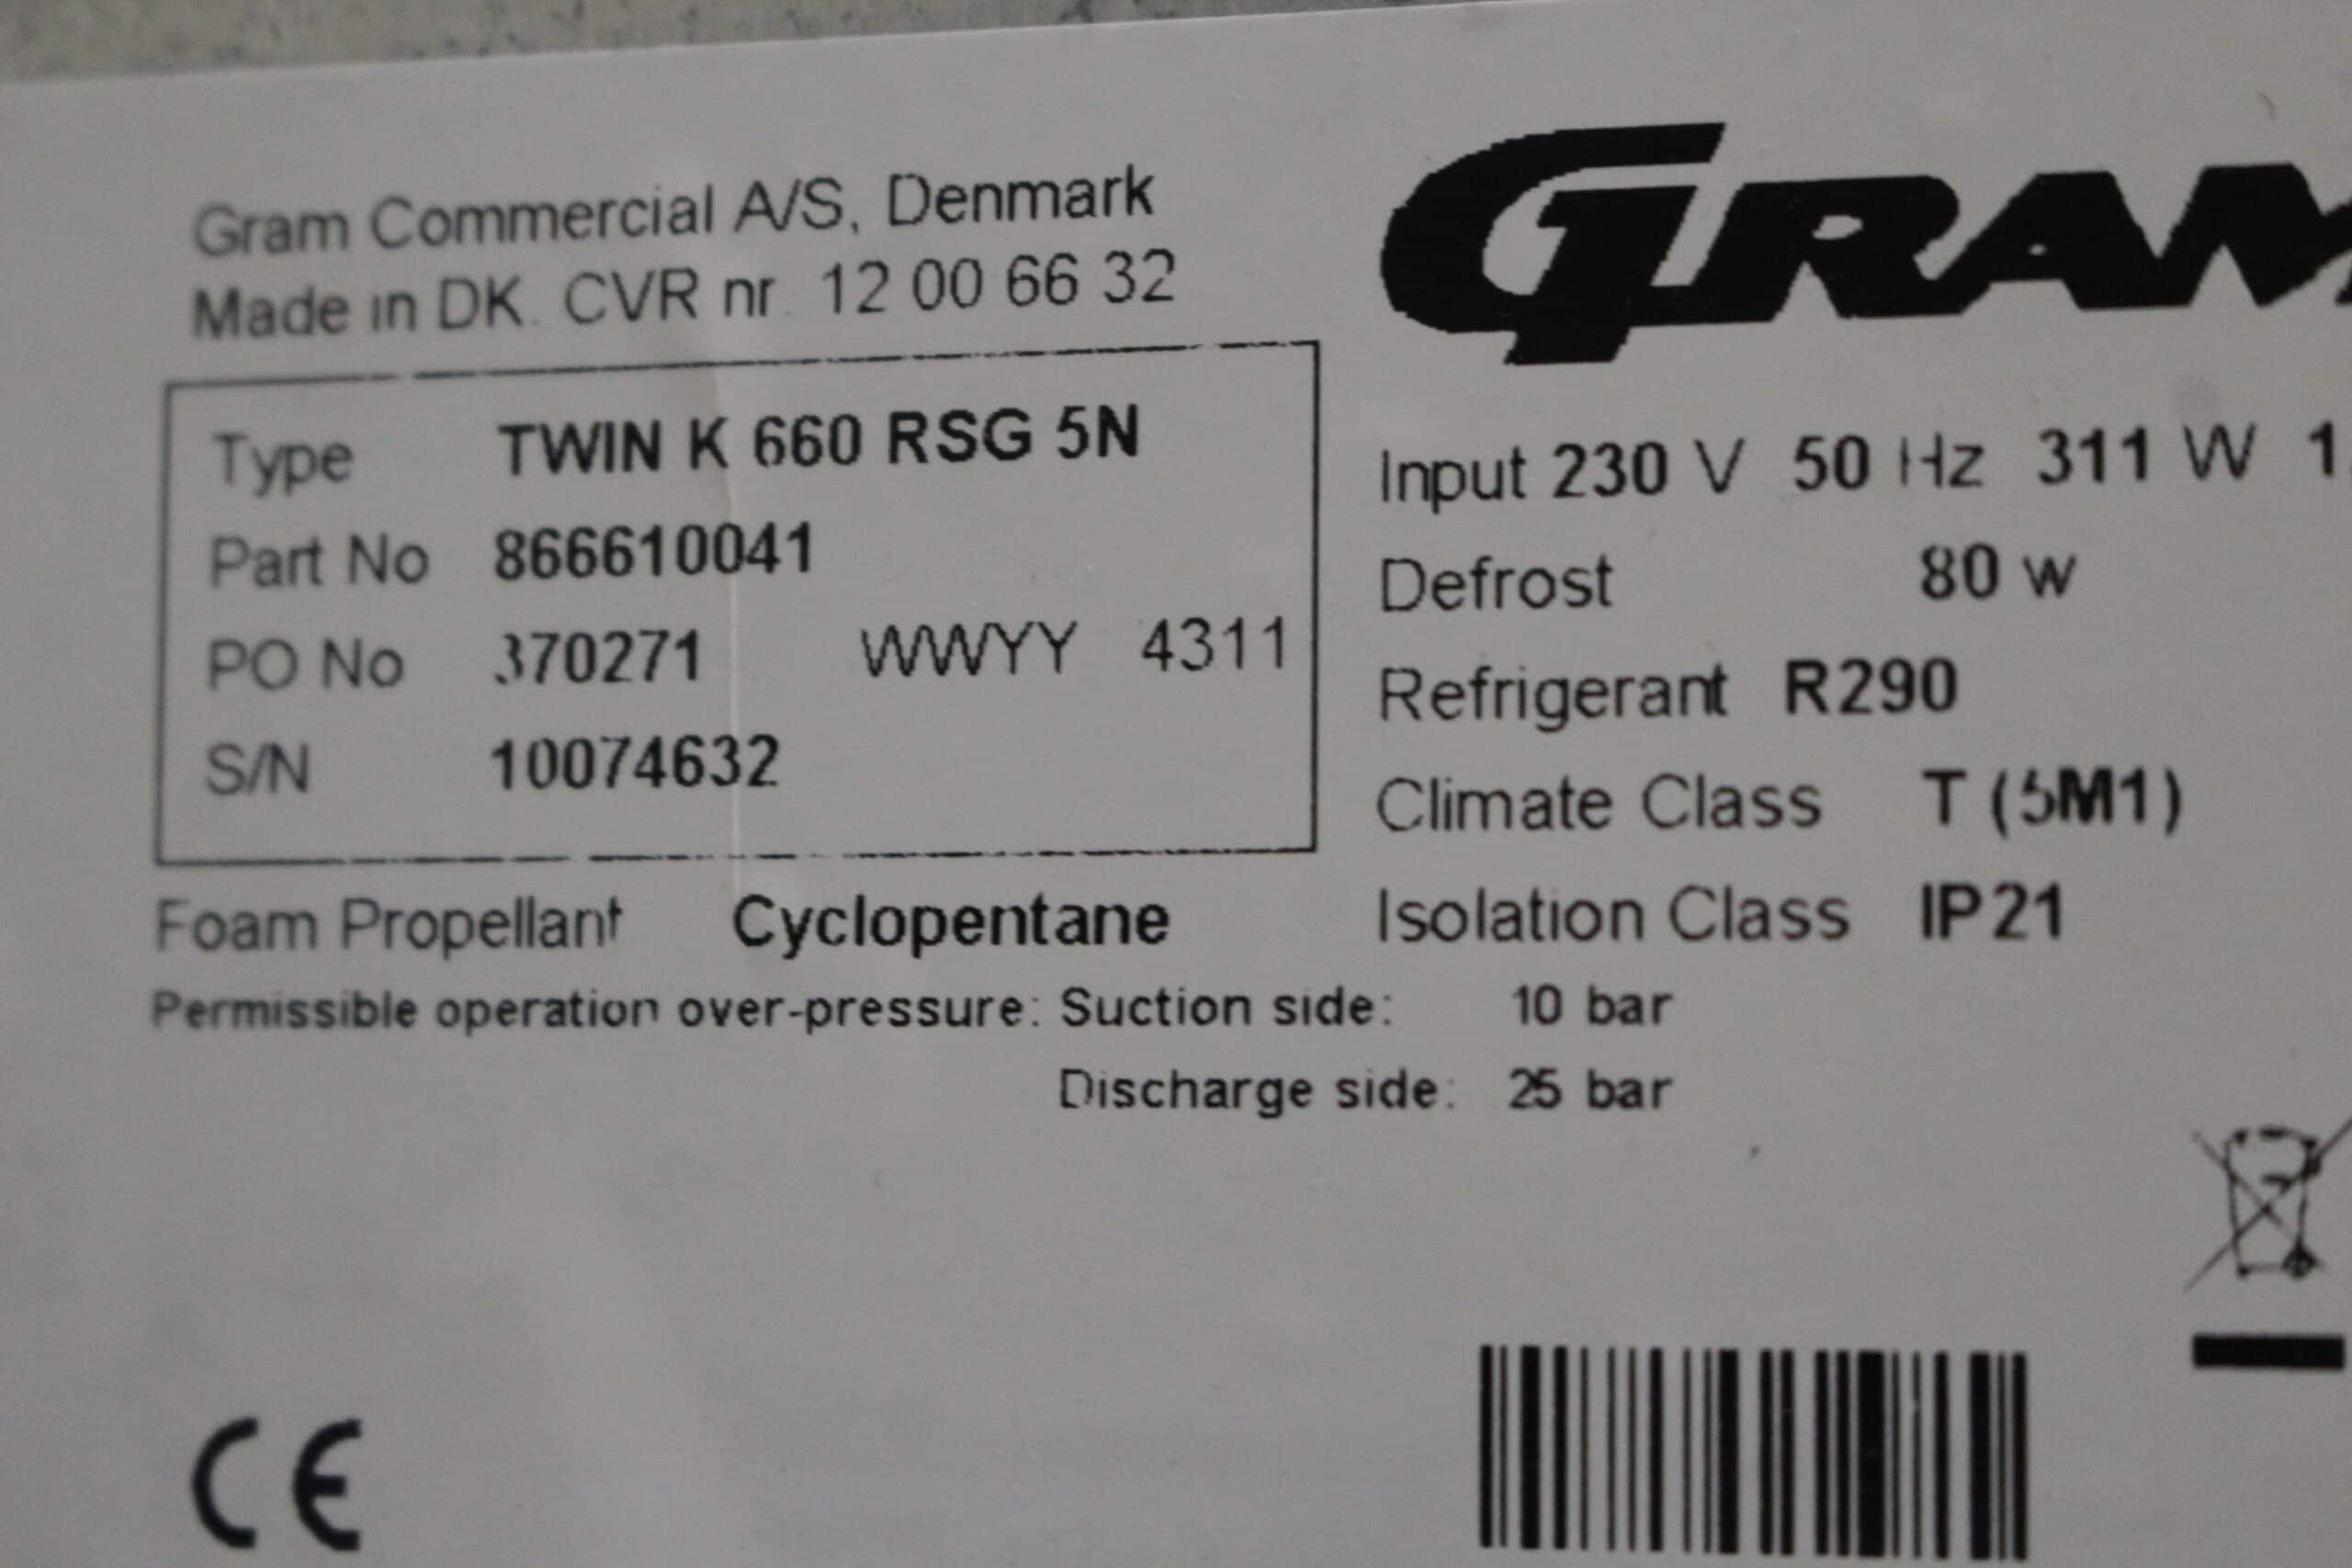 Gram Commercial A/S, Denmark
Made in DK. CVR nr. 12 00 66 32
GRAM
Type TWIN K 660 RSG 5N
Part No 866610041
PO No 370271 WWYY 4311
S/N 10074632
Input 230 V 50 Hz 311 W 1,
Defrost 80 W
Refrigerant R290
Climate Class T (5M1)
Isolation Class IP21
Foam Propellant Cyclopentane
Permissible operation over-pressure: Suction side: 10 bar
Discharge side: 25 bar
CE